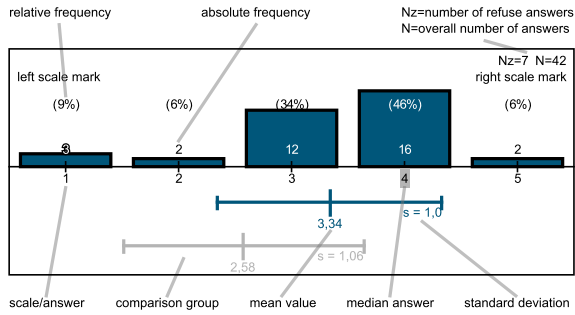 relative frequency
absolute frequency
Nz=number of refuse answers
N=overall number of answers
Nz=7 N=42
left scale mark
right scale mark
(9%)
(6%)
(34%)
(46%)
(6%)
2
12
16
2
1
2
3
4
5
3,34
s = 1,0
2,58
s = 1,06
scale/answer
comparison group
mean value
median answer
standard deviation